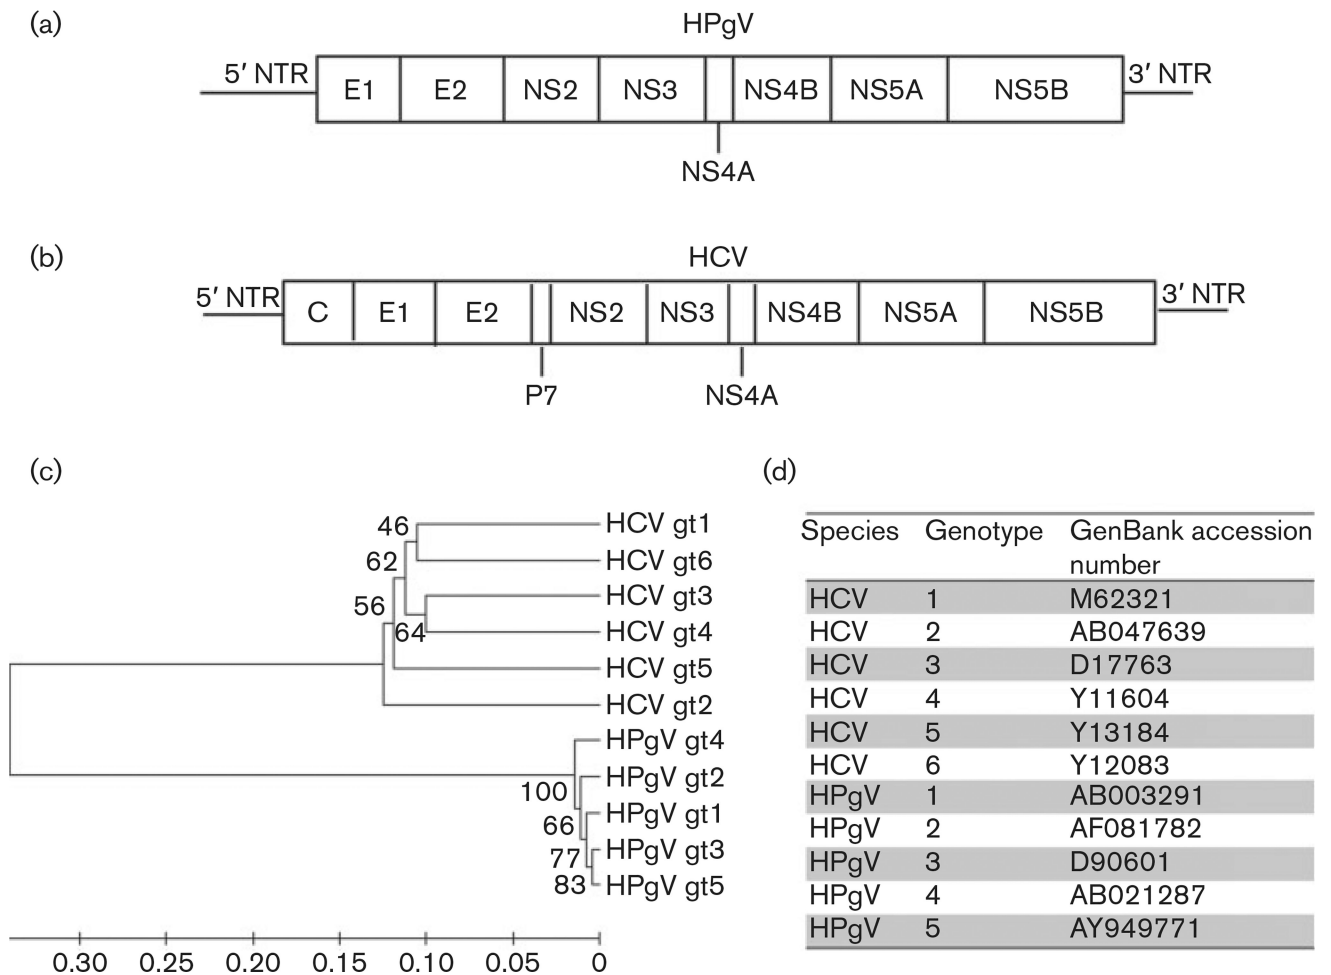 (a)
HPgV
5′ NTR E1 E2 NS2 NS3 NS4B NS5A NS5B 3′ NTR
NS4A
(b)
HCV
5′ NTR C E1 E2 NS2 NS3 NS4B NS5A NS5B 3′ NTR
P7 NS4A
(c)
46
62
56
64
100
66
77
83
HCV gt1
HCV gt6
HCV gt3
HCV gt4
HCV gt5
HCV gt2
HPgV gt4
HPgV gt2
HPgV gt1
HPgV gt3
HPgV gt5
0.30 0.25 0.20 0.15 0.10 0.05 0
(d)
Species Genotype GenBank accession
number
HCV 1 M62321
HCV 2 AB047639
HCV 3 D17763
HCV 4 Y11604
HCV 5 Y13184
HCV 6 Y12083
HPgV 1 AB003291
HPgV 2 AF081782
HPgV 3 D90601
HPgV 4 AB021287
HPgV 5 AY949771